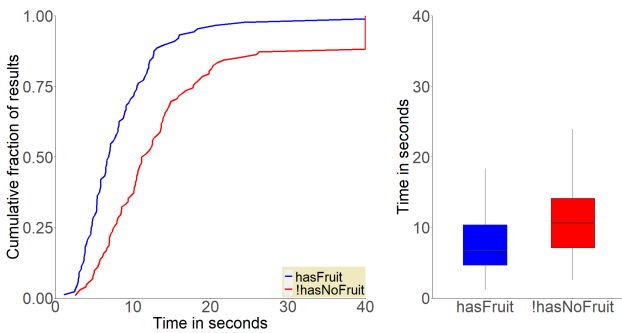 Cumulative fraction of results
1.00
0.75
0.50
0.25
0.00
0
10
20
30
40
Time in seconds
hasFruit
!hasNoFruit
Time in seconds
40
30
20
10
0
hasFruit
!hasNoFruit